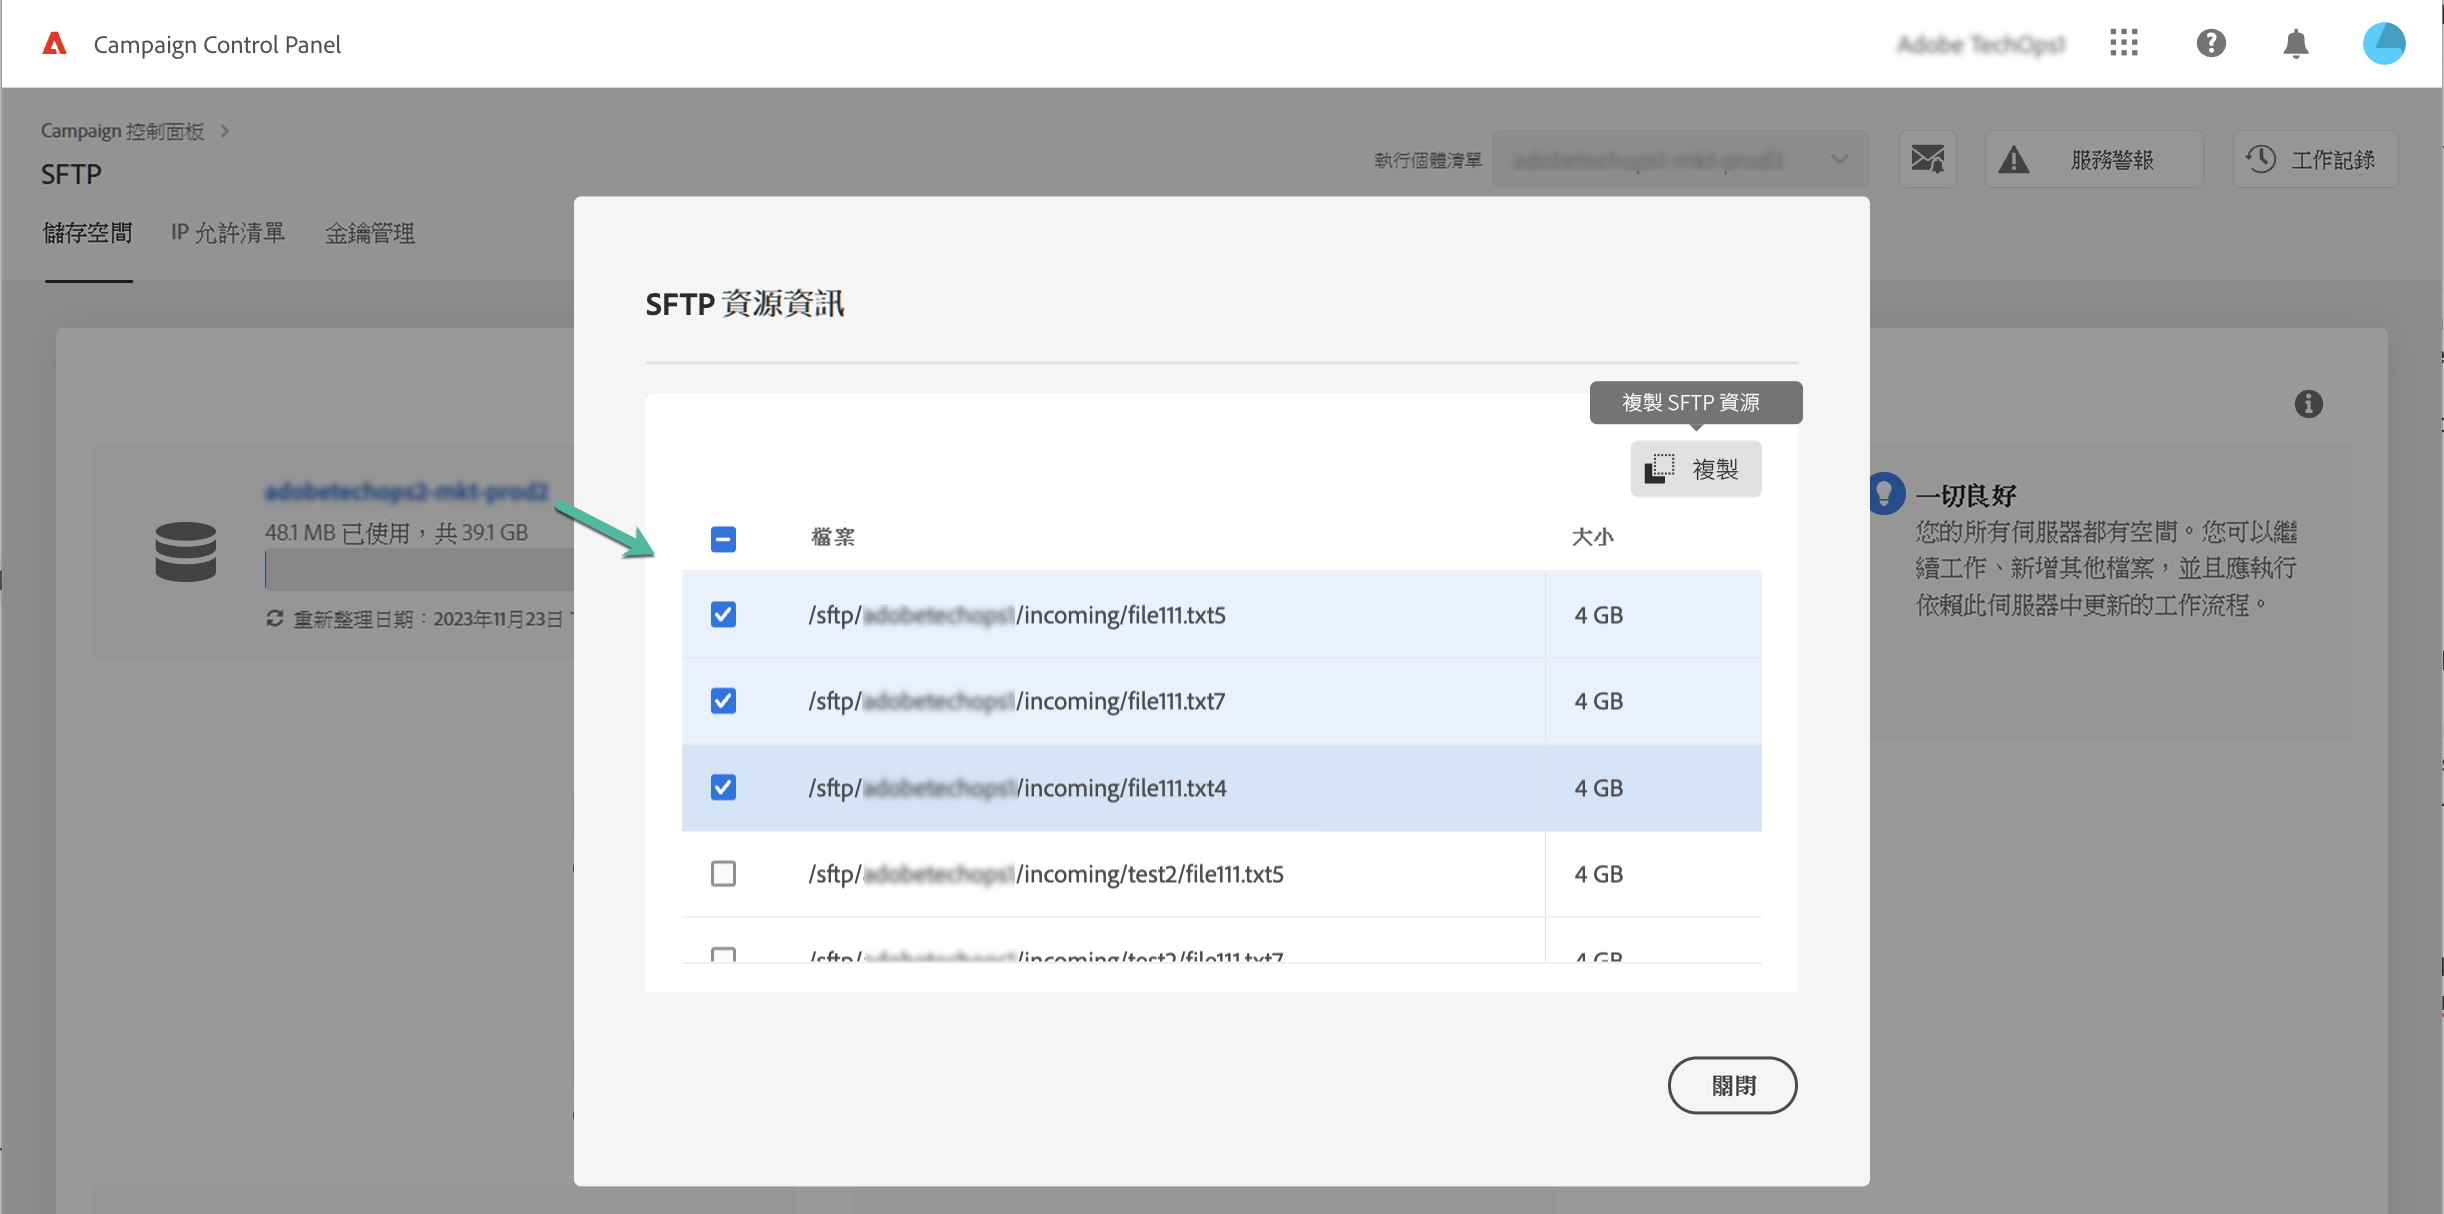 Campaign Control Panel
Adobe TechOps1
Campaign 控制面板
SFTP
執行個體清單
adobetechops1-mkt-prod3
服務警報
工作記錄
儲存空間
IP 允許清單
金鑰管理
adobetechops2-mkt-prod2
48.1 MB 已使用，共 39.1 GB
重新整理日期：2023年11月23日
一切良好
您的所有伺服器都有空間。您可以繼
續工作、新增其他檔案，並且應執行
依賴此伺服器中更新的工作流程。
SFTP 資源資訊
複製 SFTP 資源
複製
檔案 大小
/sftp/adobetechops1/incoming/file111.txt5 4 GB
/sftp/adobetechops1/incoming/file111.txt7 4 GB
/sftp/adobetechops1/incoming/file111.txt4 4 GB
/sftp/adobetechops1/incoming/test2/file111.txt5 4 GB
/sftp/adobetechops1/incoming/test2/file111.txt7 4 GB
關閉